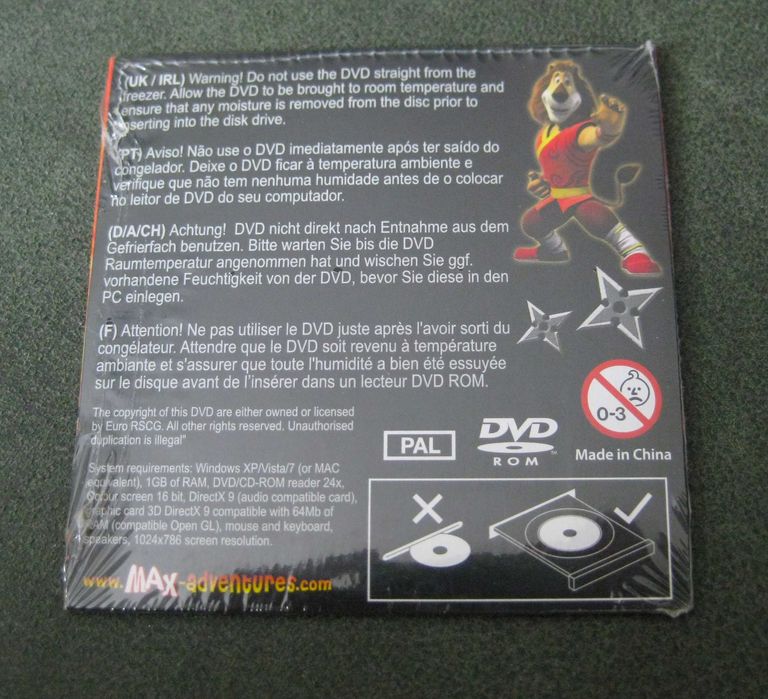 (UK / IRL) Warning! Do not use the DVD straight from the
freezer. Allow the DVD to be brought to room temperature and
ensure that any moisture is removed from the disc prior to
inserting into the disk drive.
(PT) Aviso! Não use o DVD imediatamente após ter saído do
congelador. Deixe o DVD ficar à temperatura ambiente e
verifique que não tem nenhuma humidade antes de o colocar
no leitor de DVD do seu computador.
(D/A/CH) Achtung! DVD nicht direkt nach Entnahme aus dem
Gefrierfach benutzen. Bitte warten Sie bis die DVD
Raumtemperatur angenommen hat und wischen Sie ggf.
vorhandene Feuchtigkeit von der DVD, bevor Sie diese in den
PC einlegen.
(F) Attention! Ne pas utiliser le DVD juste après l'avoir sorti du
congélateur. Attendre que le DVD soit revenu à température
ambiante et s'assurer que toute l'humidité a bien été essuyée
sur le disque avant de l'insérer dans un lecteur DVD ROM.
The copyright of this DVD are either owned or licensed
by Euro RSCG. All other rights reserved. Unauthorised
duplication is illegal"
System requirements: Windows XP/Vista/7 (or MAC
equivalent), 1GB of RAM, DVD/CD-ROM reader 24x,
Colour screen 16 bit, DirectX 9 (audio compatible card),
graphic card 3D DirectX 9 compatible with 64Mb of
RAM (compatible Open GL), mouse and keyboard,
speakers, 1024x786 screen resolution.
www.MAx-adventures.com
PAL
DVD
ROM
0-3
Made in China